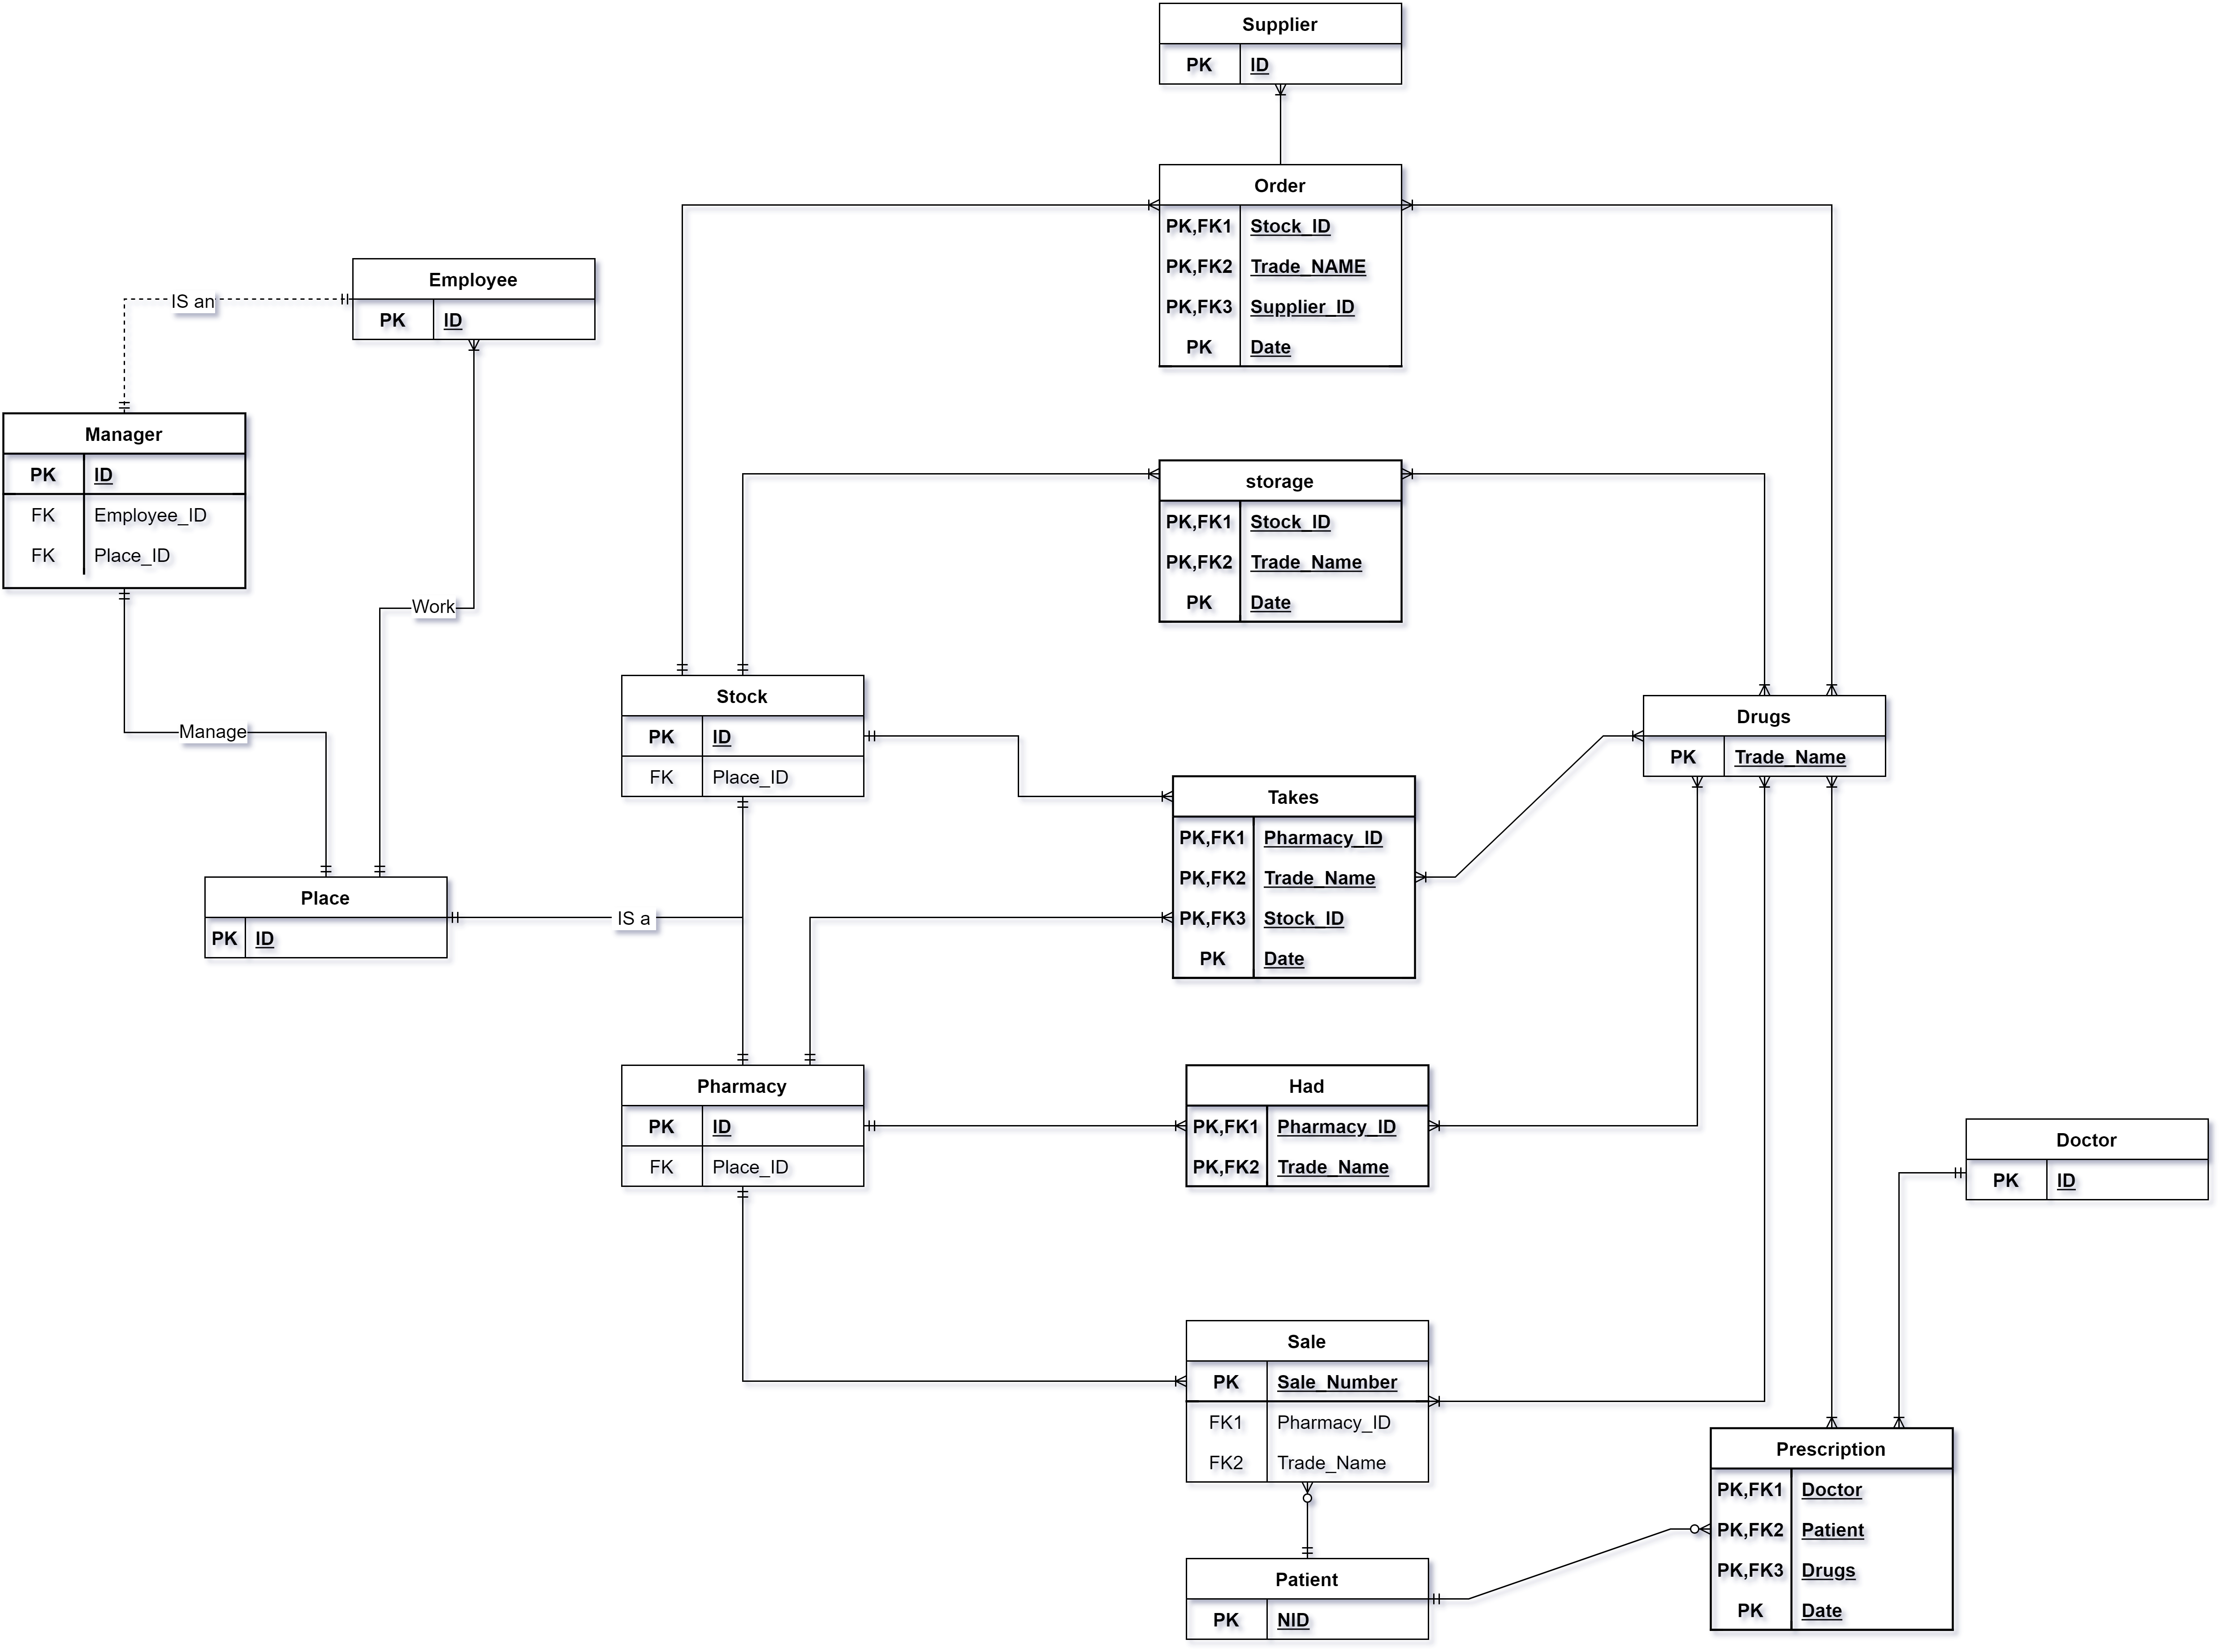 Supplier
PK ID
Order
PK,FK1 Stock_ID
PK,FK2 Trade_NAME
PK,FK3 Supplier_ID
PK Date
Employee
PK ID
IS an
Manager
PK ID
FK Employee_ID
FK Place_ID
Work
Manage
storage
PK,FK1 Stock_ID
PK,FK2 Trade_Name
PK Date
Stock
PK ID
FK Place_ID
Drugs
PK Trade_Name
Takes
PK,FK1 Pharmacy_ID
PK,FK2 Trade_Name
PK,FK3 Stock_ID
PK Date
Place
PK ID
IS a
Pharmacy
PK ID
FK Place_ID
Had
PK,FK1 Pharmacy_ID
PK,FK2 Trade_Name
Doctor
PK ID
Sale
PK Sale_Number
FK1 Pharmacy_ID
FK2 Trade_Name
Prescription
PK,FK1 Doctor
PK,FK2 Patient
PK,FK3 Drugs
PK Date
Patient
PK NID